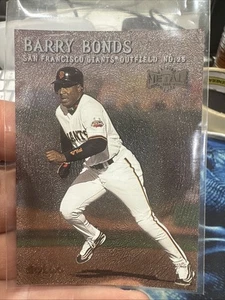 BARRY BONDS
SAN FRANCISCO GIANTS OUTFIELD NO. 25
METAL
GIANTS